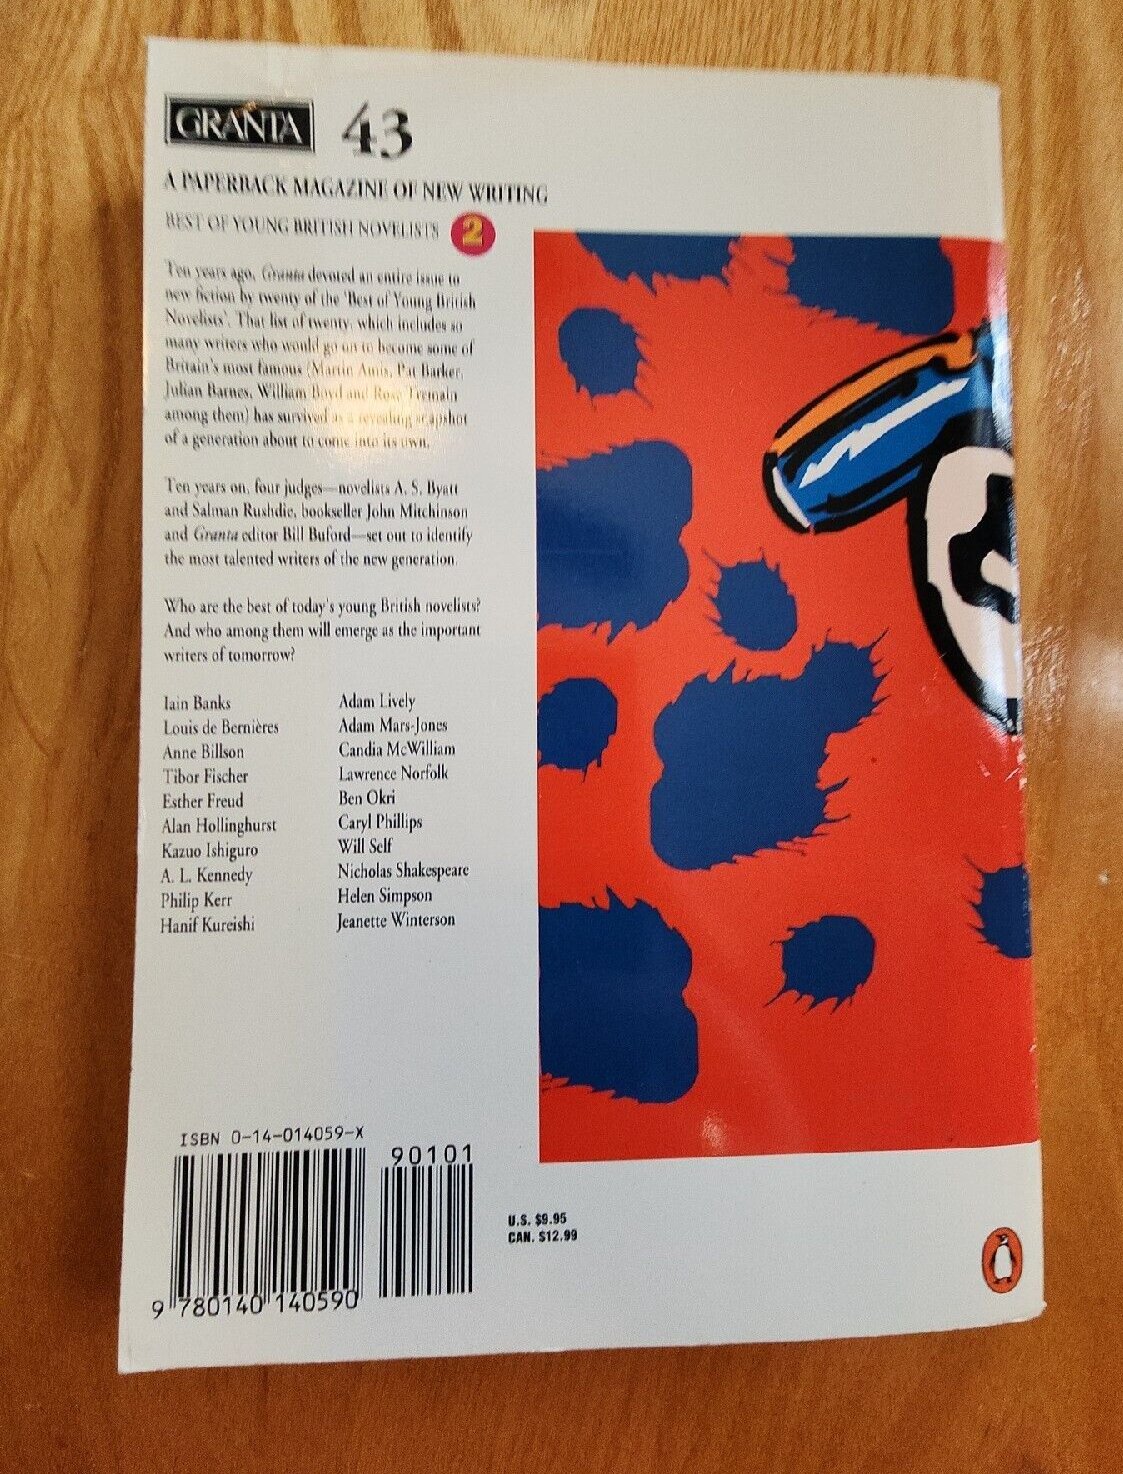 GRANTA 43
A PAPERBACK MAGAZINE OF NEW WRITING
BEST OF YOUNG BRITISH NOVELISTS 2
Ten years ago, Granta devoted an entire issue to
new fiction by twenty of the 'Best of Young British
Novelists'. That list of twenty, which includes so
many writers who would go on to become some of
Britain's most famous (Martin Amis, Pat Barker,
Julian Barnes, William Boyd and Rose Tremain
among them) has survived as a revealing snapshot
of a generation about to come into its own.
Ten years on, four judges—novelists A. S. Byatt
and Salman Rushdie, bookseller John Mitchinson
and Granta editor Bill Buford—set out to identify
the most talented writers of the new generation.
Who are the best of today's young British novelists?
And who among them will emerge as the important
writers of tomorrow?
Iain Banks
Louis de Bernières
Anne Billson
Tibor Fischer
Esther Freud
Alan Hollinghurst
Kazuo Ishiguro
A. L. Kennedy
Philip Kerr
Hanif Kureishi
Adam Lively
Adam Mars-Jones
Candia McWilliam
Lawrence Norfolk
Ben Okri
Caryl Phillips
Will Self
Nicholas Shakespeare
Helen Simpson
Jeanette Winterson
ISBN 0-14-014059-X
90101
9 780140 140590
U.S. $9.95
CAN. $12.99